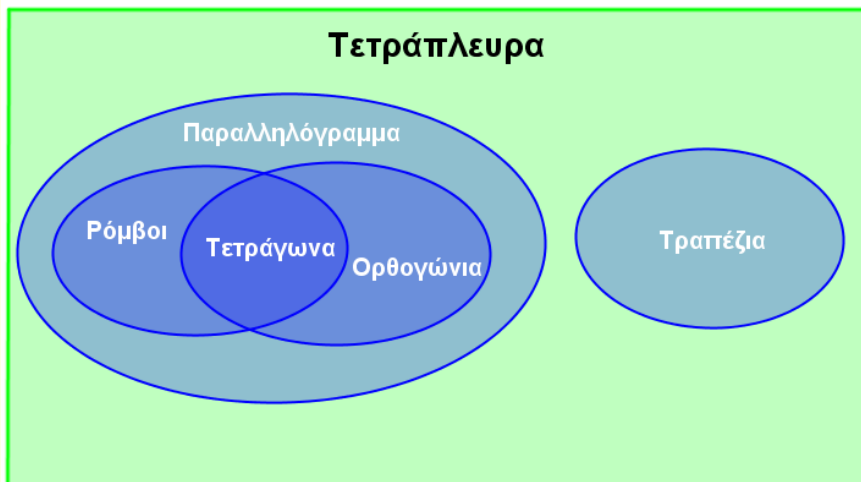 Τετράπλευρα
Παραλληλόγραμμα
Ρόμβοι
Τετράγωνα
Ορθογώνια
Τραπέζια